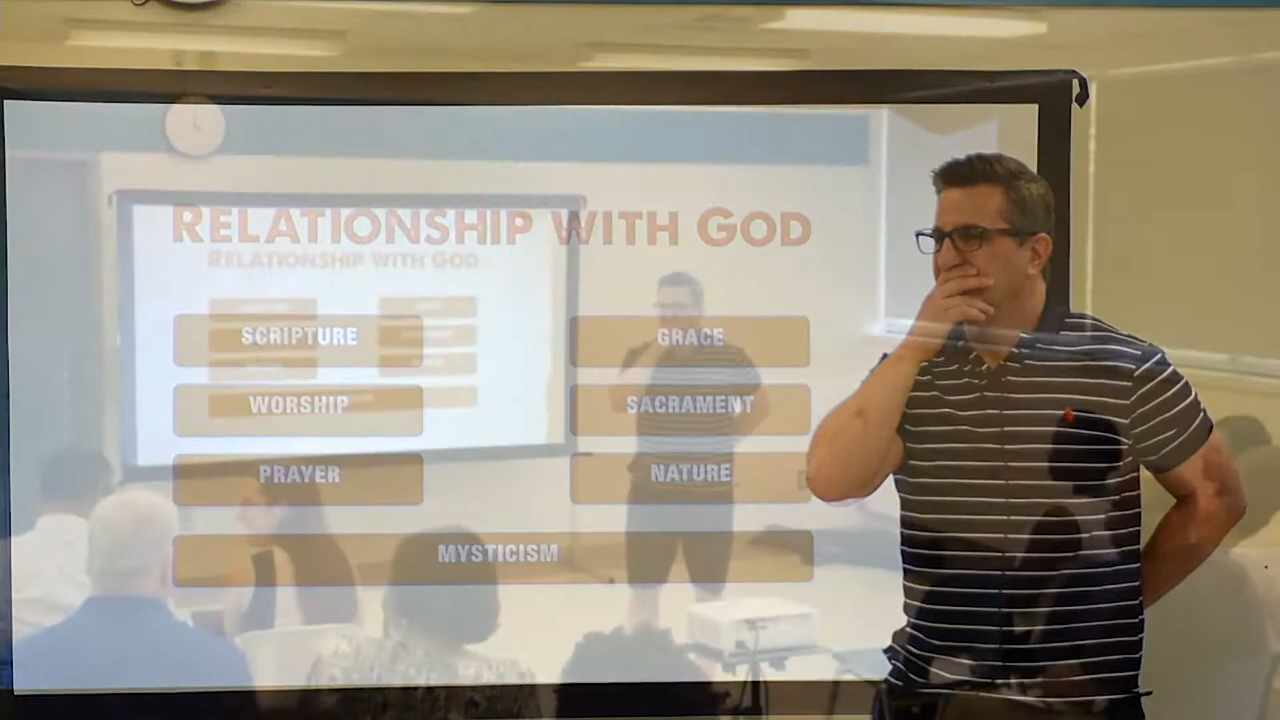 RELATIONSHIP WITH GOD
RELATIONSHIP WITH GOD
SCRIPTURE
GRACE
WORSHIP
SACRAMENT
PRAYER
NATURE
MYSTICISM